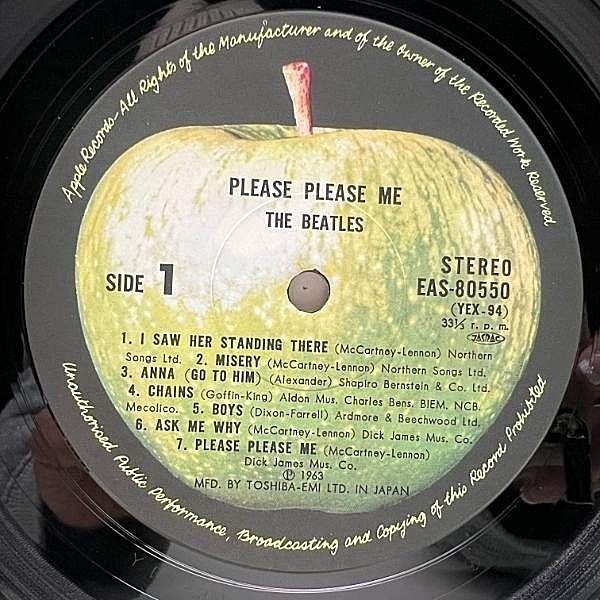 Apple Records-All Rights of the Manufacturer and of the Owner of the Recorded Work Reserved
PLEASE PLEASE ME
THE BEATLES
SIDE 1
STEREO
EAS-80550
(YEX-94)
33⅓ r. p. m.
JASRAC
1. I SAW HER STANDING THERE (McCartney-Lennon) Northern
Songs Ltd. 2. MISERY (McCartney-Lennon) Northern Songs Ltd.
3. ANNA (GO TO HIM) (Alexander) Shapiro Bernstein & Co. Ltd.
4. CHAINS (Goffin-King) Aldon Mus. Charles Bens. BIEM. NCB.
Mecolico. 5. BOYS (Dixon-Farrell) Ardmore & Beechwood Ltd.
6. ASK ME WHY (McCartney-Lennon) Dick James Mus. Co.
7. PLEASE PLEASE ME (McCartney-Lennon)
Dick James Mus. Co.
℗ 1963
MFD. BY TOSHIBA-EMI LTD. IN JAPAN
Unauthorised Public Performance, Broadcasting and Copying of this Record Prohibited